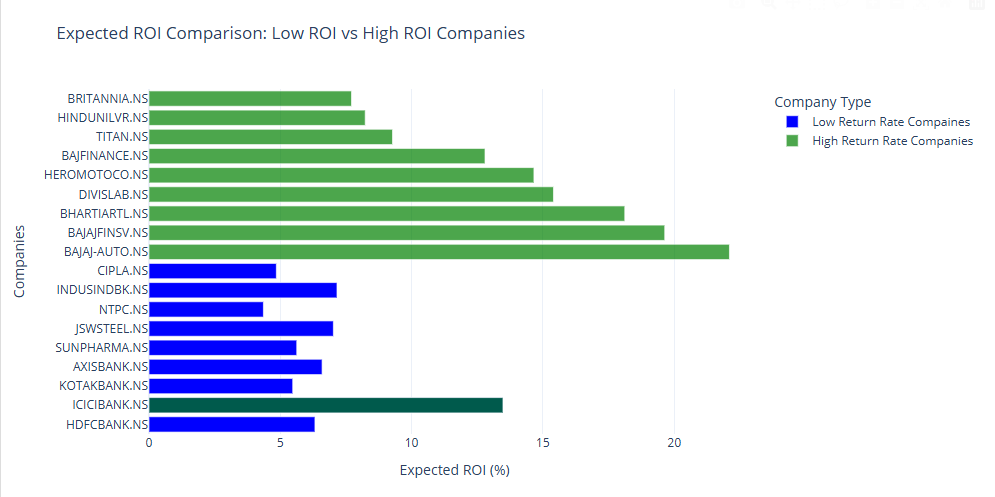 Expected ROI Comparison: Low ROI vs High ROI Companies
Company Type
Low Return Rate Compaines
High Return Rate Companies
Companies
BRITANNIA.NS
HINDUNILVR.NS
TITAN.NS
BAJFINANCE.NS
HEROMOTOCO.NS
DIVISLAB.NS
BHARTIARTL.NS
BAJAJFINSV.NS
BAJAJ-AUTO.NS
CIPLA.NS
INDUSINDBK.NS
NTPC.NS
JSWSTEEL.NS
SUNPHARMA.NS
AXISBANK.NS
KOTAKBANK.NS
ICICIBANK.NS
HDFCBANK.NS
0 5 10 15 20
Expected ROI (%)